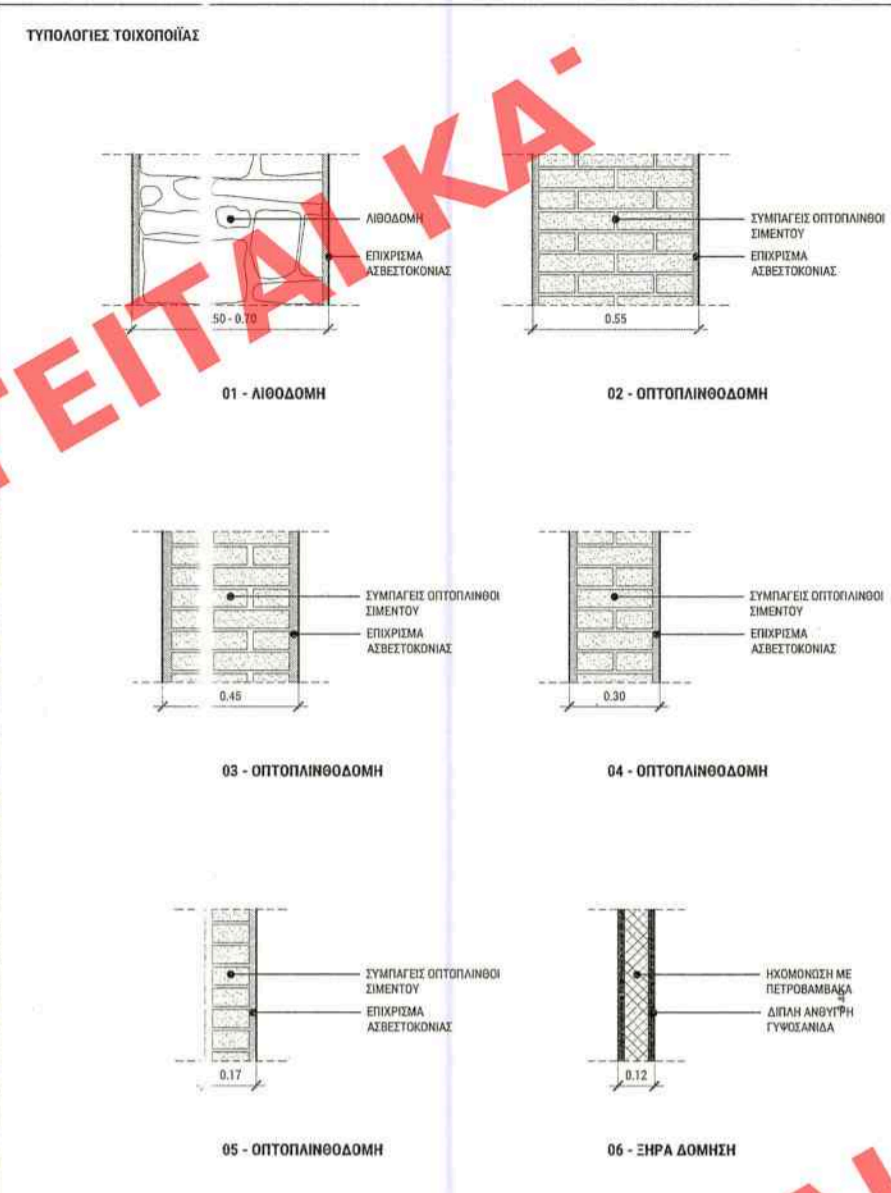 ΤΥΠΟΛΟΓΙΕΣ ΤΟΙΧΟΠΟΙΪΑΣ
ΓΕΙΤΑΙ ΚΑ-
ΛΙΘΟΔΟΜΗ
ΕΠΙΧΡΙΣΜΑ
ΑΣΒΕΣΤΟΚΟΝΙΑΣ
.50 - 0.70
01 - ΛΙΘΟΔΟΜΗ
ΣΥΜΠΑΓΕΙΣ ΟΠΤΟΠΛΙΝΘΟΙ
ΣΙΜΕΝΤΟΥ
ΕΠΙΧΡΙΣΜΑ
ΑΣΒΕΣΤΟΚΟΝΙΑΣ
0.55
02 - ΟΠΤΟΠΛΙΝΘΟΔΟΜΗ
ΣΥΜΠΑΓΕΙΣ ΟΠΤΟΠΛΙΝΘΟΙ
ΣΙΜΕΝΤΟΥ
ΕΠΙΧΡΙΣΜΑ
ΑΣΒΕΣΤΟΚΟΝΙΑΣ
0.45
03 - ΟΠΤΟΠΛΙΝΘΟΔΟΜΗ
ΣΥΜΠΑΓΕΙΣ ΟΠΤΟΠΛΙΝΘΟΙ
ΣΙΜΕΝΤΟΥ
ΕΠΙΧΡΙΣΜΑ
ΑΣΒΕΣΤΟΚΟΝΙΑΣ
0.30
04 - ΟΠΤΟΠΛΙΝΘΟΔΟΜΗ
ΣΥΜΠΑΓΕΙΣ ΟΠΤΟΠΛΙΝΘΟΙ
ΣΙΜΕΝΤΟΥ
ΕΠΙΧΡΙΣΜΑ
ΑΣΒΕΣΤΟΚΟΝΙΑΣ
0.17
05 - ΟΠΤΟΠΛΙΝΘΟΔΟΜΗ
ΗΧΟΜΟΝΩΣΗ ΜΕ
ΠΕΤΡΟΒΑΜΒΑΚΑ
ΔΙΠΛΗ ΑΝΘΥΓΡΗ
ΓΥΨΟΣΑΝΙΔΑ
0.12
06 - ΞΗΡΑ ΔΟΜΗΣΗ